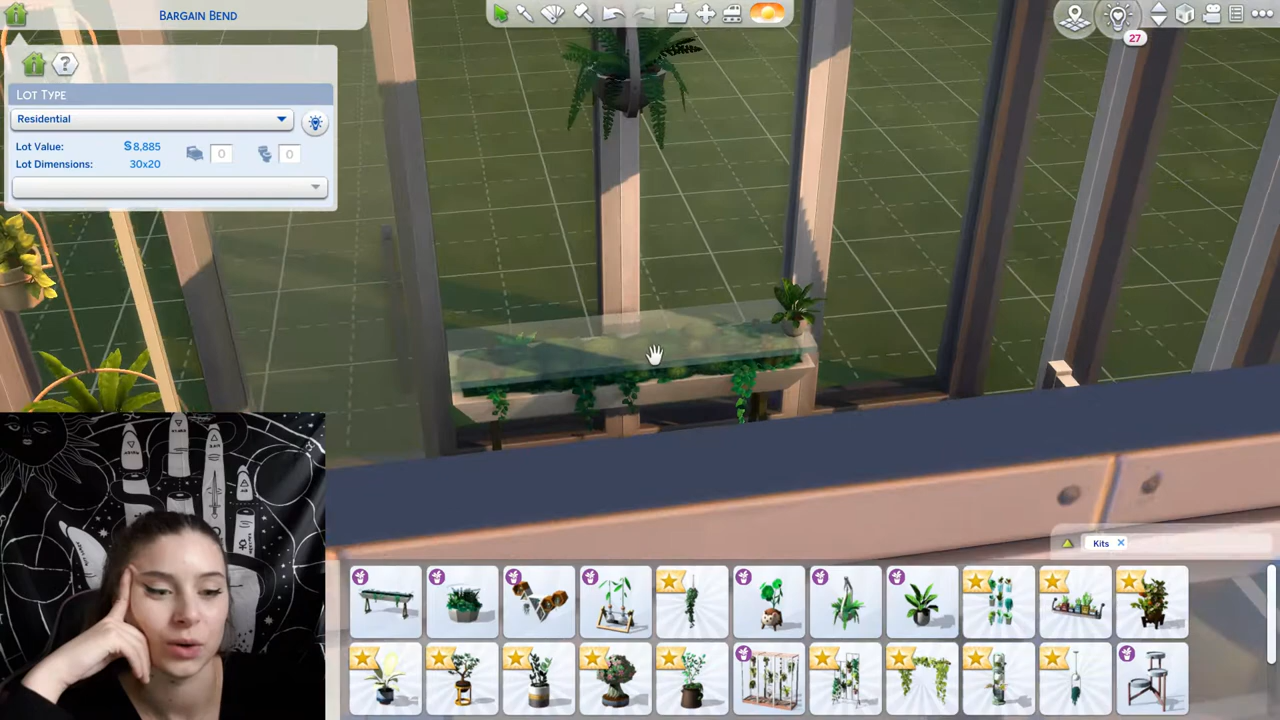 BARGAIN BEND
27
?
LOT TYPE
Residential
Lot Value: $8,885
0
0
Lot Dimensions: 30x20
Kits